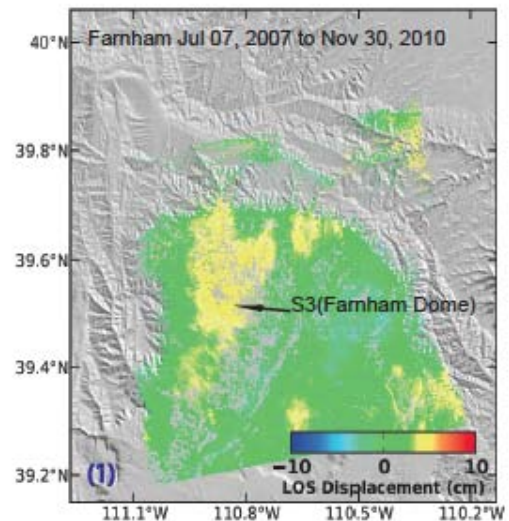 Farnham Jul 07, 2007 to Nov 30, 2010
40°N
39.8°N
39.6°N
S3(Farnham Dome)
39.4°N
39.2°N
(1)
−10 0 10
LOS Displacement (cm)
111.1°W 110.8°W 110.5°W 110.2°W